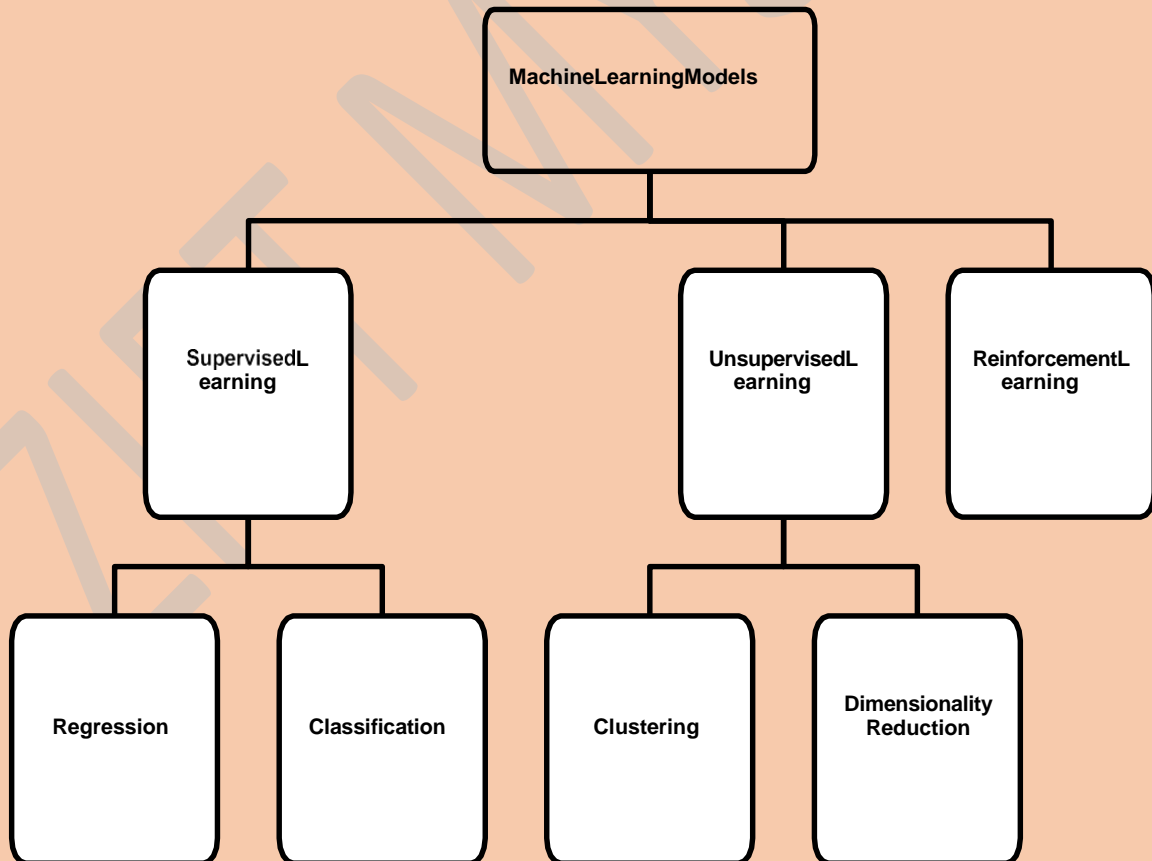 MachineLearningModels
SupervisedL
earning
UnsupervisedL
earning
ReinforcementL
earning
Regression
Classification
Clustering
Dimensionality
Reduction